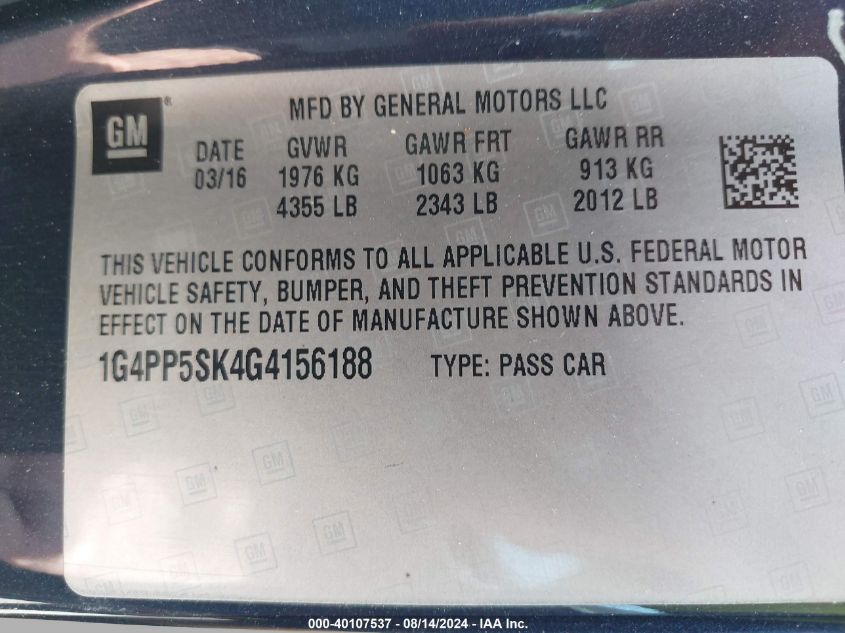 GM®
MFD BY GENERAL MOTORS LLC
DATE GVWR GAWR FRT GAWR RR
03/16 1976 KG 1063 KG 913 KG
4355 LB 2343 LB 2012 LB
THIS VEHICLE CONFORMS TO ALL APPLICABLE U.S. FEDERAL MOTOR
VEHICLE SAFETY, BUMPER, AND THEFT PREVENTION STANDARDS IN
EFFECT ON THE DATE OF MANUFACTURE SHOWN ABOVE.
1G4PP5SK4G4156188 TYPE: PASS CAR
000-40107537 - 08/14/2024 - IAA Inc.